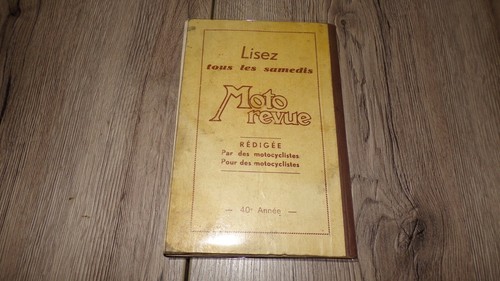 Lisez
tous les samedis
Moto
revue
RÉDIGÉE
Par des motocyclistes
Pour des motocyclistes
— 40e Année —